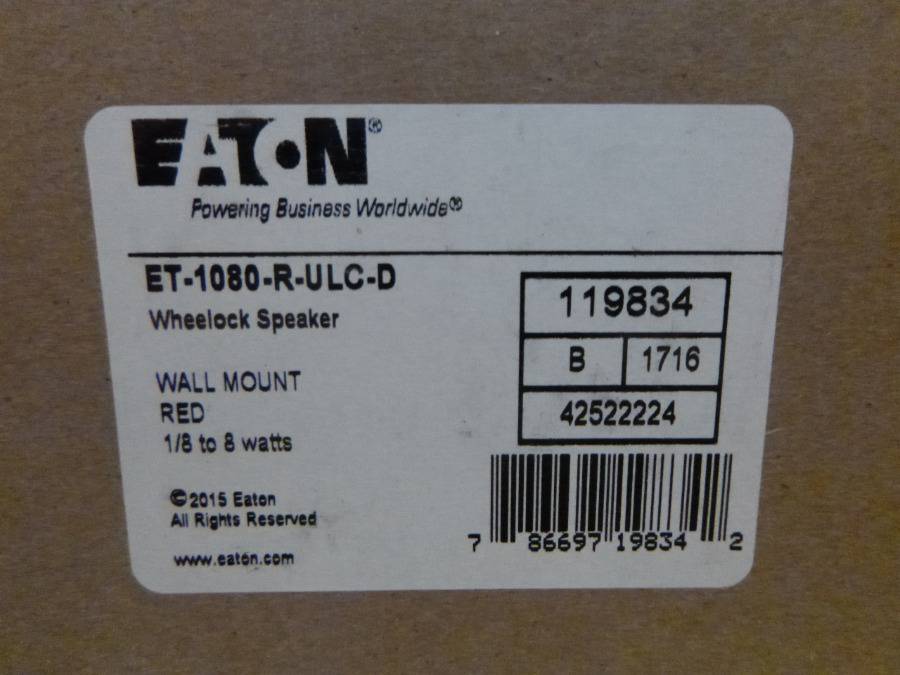 EATON®
Powering Business Worldwide®
ET-1080-R-ULC-D
Wheelock Speaker
WALL MOUNT
RED
1/8 to 8 watts
©2015 Eaton
All Rights Reserved
www.eaton.com
119834
B 1716
42522224
7 86697 19834 2